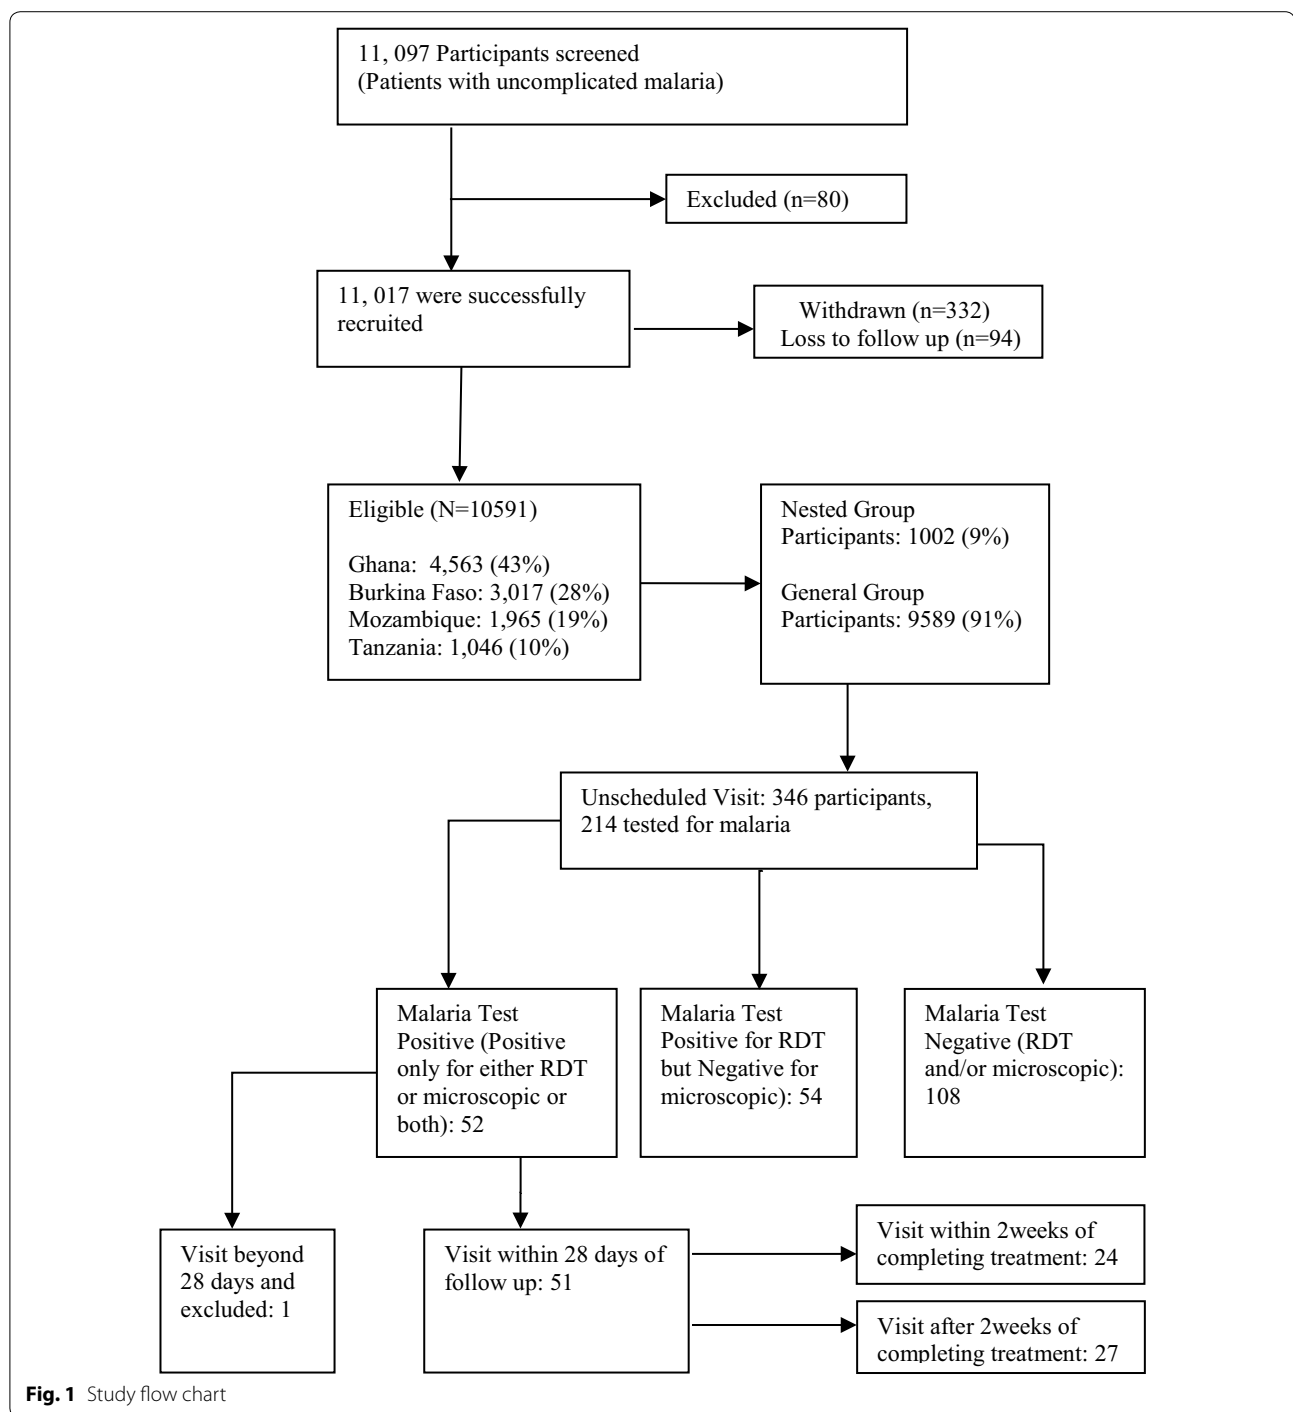 11, 097 Participants screened
(Patients with uncomplicated malaria)
Excluded (n=80)
11, 017 were successfully
recruited
Withdrawn (n=332)
Loss to follow up (n=94)
Eligible (N=10591)
Ghana: 4,563 (43%)
Burkina Faso: 3,017 (28%)
Mozambique: 1,965 (19%)
Tanzania: 1,046 (10%)
Nested Group
Participants: 1002 (9%)
General Group
Participants: 9589 (91%)
Unscheduled Visit: 346 participants,
214 tested for malaria
Malaria Test
Positive (Positive
only for either RDT
or microscopic or
both): 52
Malaria Test
Positive for RDT
but Negative for
microscopic): 54
Malaria Test
Negative (RDT
and/or microscopic):
108
Visit beyond
28 days and
excluded: 1
Visit within 28 days of
follow up: 51
Visit within 2weeks of
completing treatment: 24
Visit after 2weeks of
completing treatment: 27
Fig. 1 Study flow chart